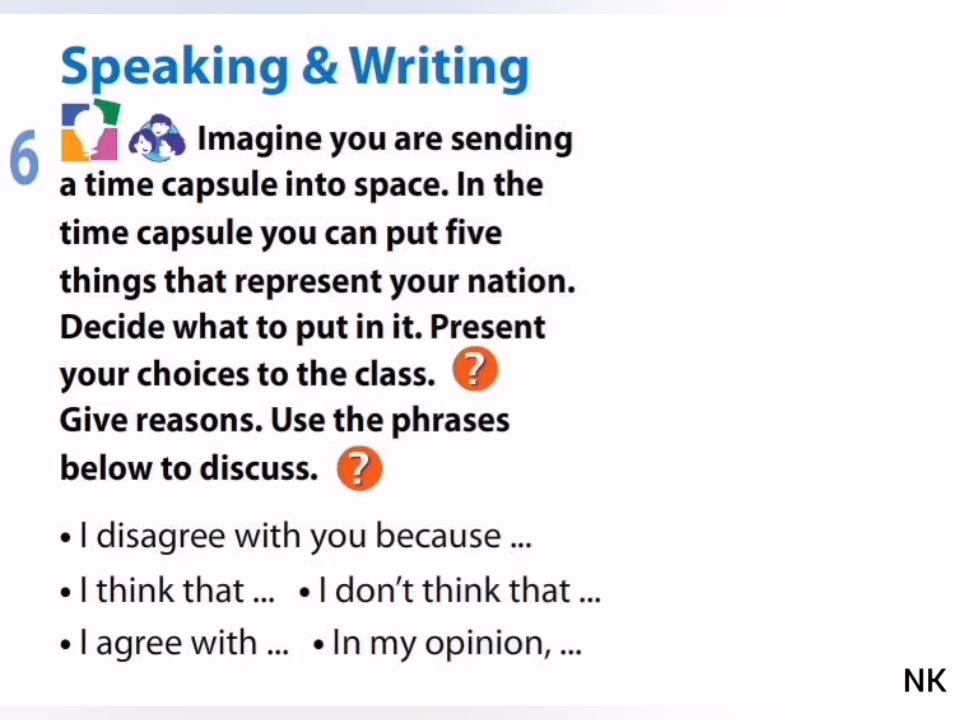 Speaking & Writing
6 Imagine you are sending
a time capsule into space. In the
time capsule you can put five
things that represent your nation.
Decide what to put in it. Present
your choices to the class. ?
Give reasons. Use the phrases
below to discuss. ?
• I disagree with you because ...
• I think that ... • I don't think that ...
• I agree with ... • In my opinion, ...
NK